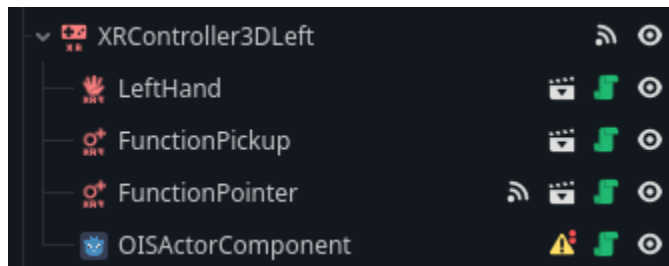 XRController3DLeft
LeftHand
FunctionPickup
FunctionPointer
OISActorComponent